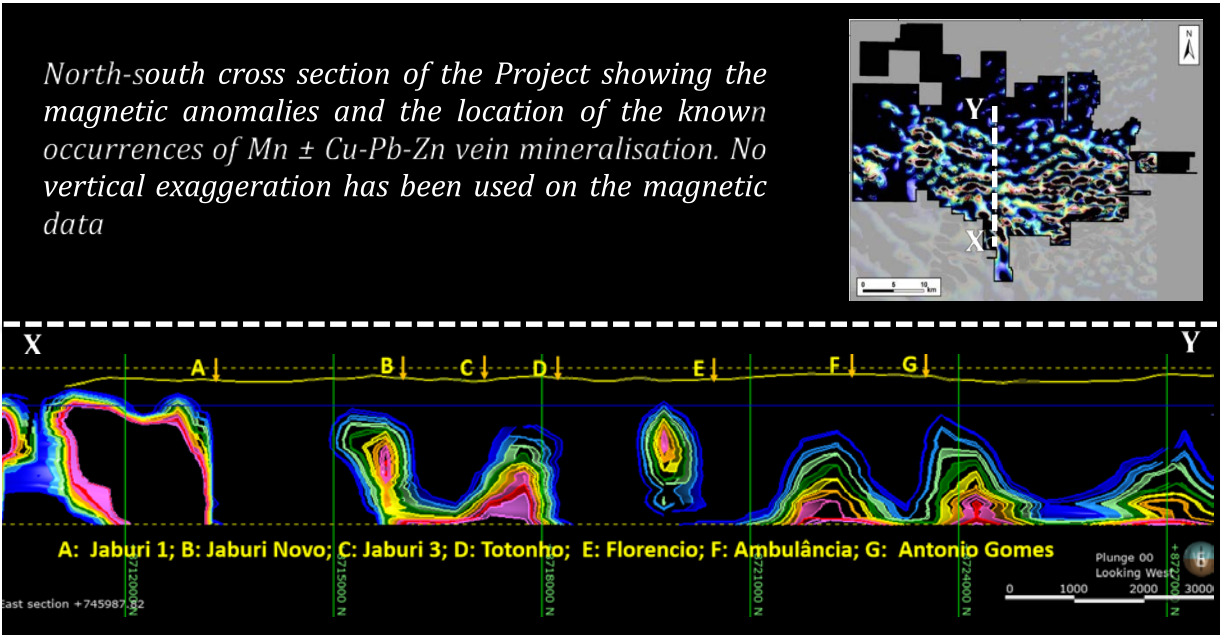 North-south cross section of the Project showing the
magnetic anomalies and the location of the known
occurrences of Mn ± Cu-Pb-Zn vein mineralisation. No
vertical exaggeration has been used on the magnetic
data
N
Y
X
0 5 10
km
X
Y
A
B
C
D
E
F
G
A: Jaburi 1; B: Jaburi Novo; C: Jaburi 3; D: Totonho; E: Florencio; F: Ambulância; G: Antonio Gomes
Plunge 00
Looking West
0 1000 2000 3000
East section +745987.82
8712000 N
8715000 N
8718000 N
8721000 N
8724000 N
+8727000 N